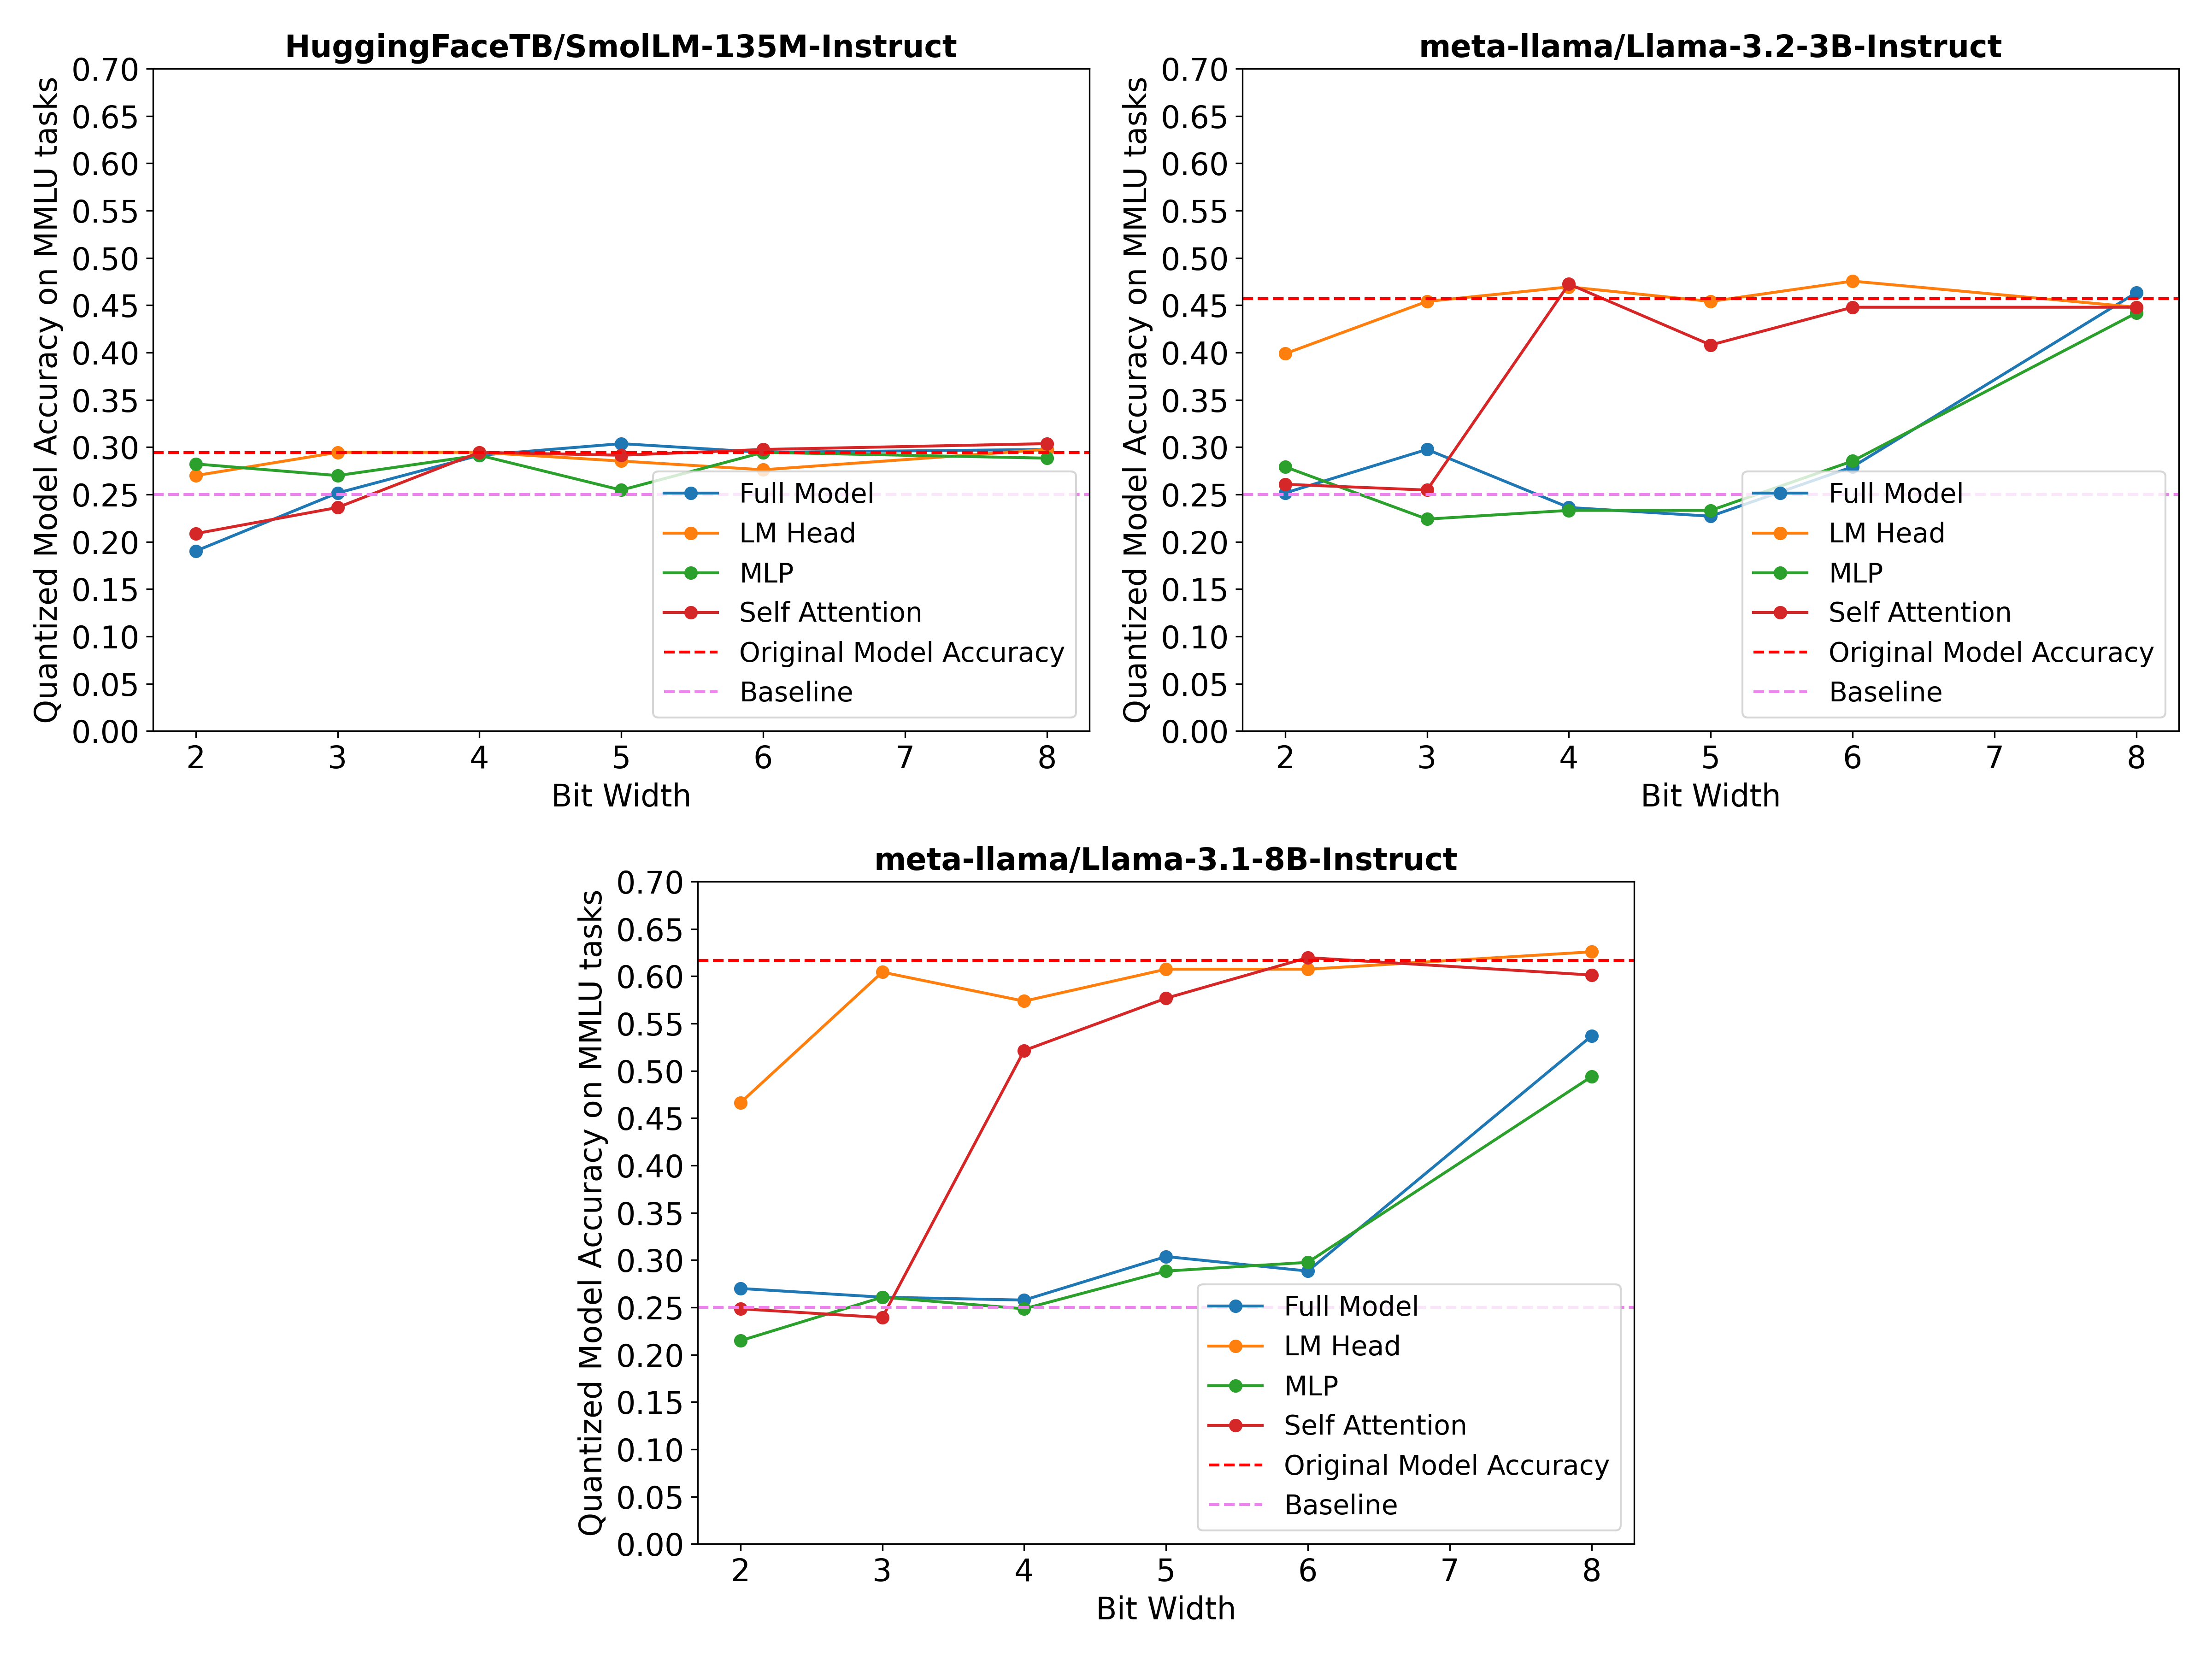 HuggingFaceTB/SmolLM-135M-Instruct
Quantized Model Accuracy on MMLU tasks
0.70
0.65
0.60
0.55
0.50
0.45
0.40
0.35
0.30
0.25
0.20
0.15
0.10
0.05
0.00
2 3 4 5 6 7 8
Bit Width
Full Model
LM Head
MLP
Self Attention
Original Model Accuracy
Baseline
meta-llama/Llama-3.2-3B-Instruct
Quantized Model Accuracy on MMLU tasks
0.70
0.65
0.60
0.55
0.50
0.45
0.40
0.35
0.30
0.25
0.20
0.15
0.10
0.05
0.00
2 3 4 5 6 7 8
Bit Width
Full Model
LM Head
MLP
Self Attention
Original Model Accuracy
Baseline
meta-llama/Llama-3.1-8B-Instruct
Quantized Model Accuracy on MMLU tasks
0.70
0.65
0.60
0.55
0.50
0.45
0.40
0.35
0.30
0.25
0.20
0.15
0.10
0.05
0.00
2 3 4 5 6 7 8
Bit Width
Full Model
LM Head
MLP
Self Attention
Original Model Accuracy
Baseline